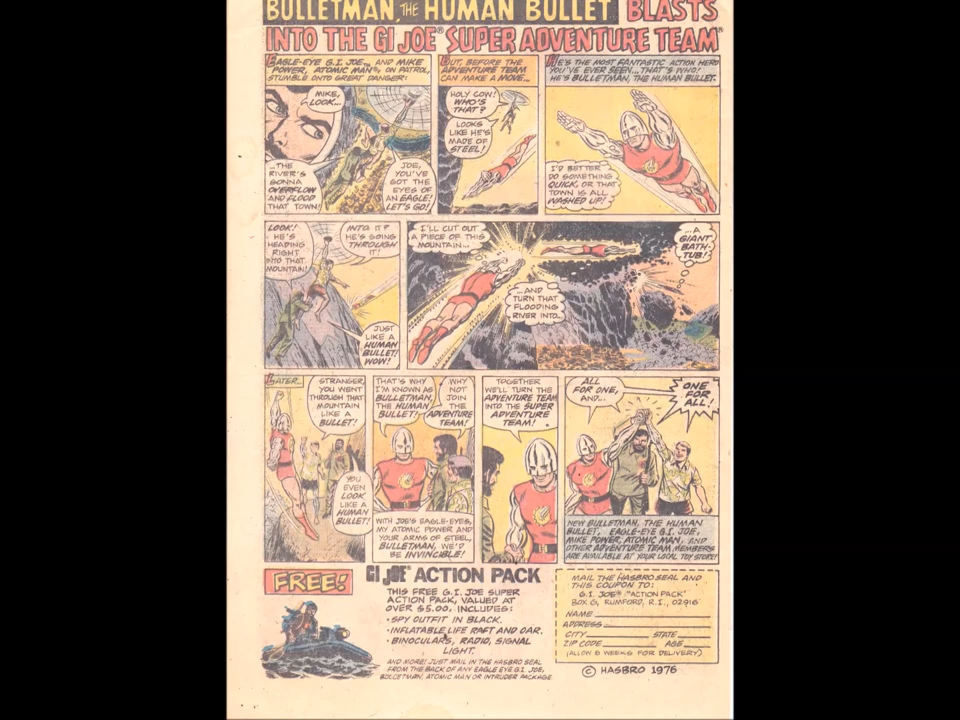 BULLETMAN, THE HUMAN BULLET BLASTS
INTO THE GI JOE® SUPER ADVENTURE TEAM®
EAGLE-EYE G.I. JOE™, AND MIKE
POWER, ATOMIC MAN®, ON PATROL,
STUMBLE ONTO GREAT DANGER!
MIKE,
LOOK...
...THE
RIVER'S
GONNA
OVERFLOW
AND FLOOD
THAT TOWN!
JOE,
YOU'VE
GOT THE
EYES OF
AN EAGLE!
LET'S GO!
BUT, BEFORE THE
ADVENTURE TEAM
CAN MAKE A MOVE...
HOLY COW!
WHO'S
THAT?
LOOKS
LIKE HE'S
MADE OF
STEEL!
HE'S THE MOST FANTASTIC ACTION HERO
YOU'VE EVER SEEN...THAT'S WHO!
HE'S BULLETMAN, THE HUMAN BULLET.
I'D BETTER
DO SOMETHING
QUICK, OR THAT
TOWN IS ALL
WASHED UP!
LOOK!
HE'S
HEADING
RIGHT
INTO THAT
MOUNTAIN!
INTO IT?
HE'S GOING
THROUGH
IT!
JUST
LIKE A
HUMAN
BULLET!
WOW!
I'LL CUT OUT
A PIECE OF THIS
MOUNTAIN...
...AND
TURN THAT
FLOODING
RIVER INTO...
...A
GIANT
BATH-
TUB!
LATER...
STRANGER,
YOU WENT
THROUGH THAT
MOUNTAIN
LIKE A
BULLET!
YOU
EVEN
LOOK
LIKE A
HUMAN
BULLET!
THAT'S WHY
I'M KNOWN AS
BULLETMAN,
THE HUMAN
BULLET!
WHY
NOT
JOIN
THE
ADVENTURE
TEAM!
WITH JOE'S EAGLE-EYES,
MY ATOMIC POWER AND
YOUR ARMS OF STEEL,
BULLETMAN, WE'D
BE INVINCIBLE!
TOGETHER
WE'LL TURN THE
ADVENTURE TEAM
INTO THE SUPER
ADVENTURE
TEAM!
ALL
FOR ONE,
AND...
ONE
FOR
ALL!
NEW BULLETMAN, THE HUMAN
BULLET, EAGLE-EYE G.I. JOE,
MIKE POWER, ATOMIC MAN, AND
OTHER ADVENTURE TEAM MEMBERS
ARE AVAILABLE AT YOUR LOCAL TOY STORE!
FREE!
GI JOE® ACTION PACK
THIS FREE G.I. JOE SUPER
ACTION PACK, VALUED AT
OVER $5.00, INCLUDES:
• SPY OUTFIT IN BLACK.
• INFLATABLE LIFE RAFT AND OAR.
• BINOCULARS, RADIO, SIGNAL
LIGHT.
AND MORE! JUST MAIL IN THE HASBRO SEAL
FROM THE BACK OF ANY EAGLE EYE G.I. JOE,
BULLETMAN, ATOMIC MAN OR INTRUDER PACKAGE.
MAIL THE HASBRO SEAL AND
THIS COUPON TO:
G.I. JOE® "ACTION PACK"
BOX G, RUMFORD, R.I., 02916
NAME
ADDRESS
CITY STATE
ZIP CODE AGE
(ALLOW 8 WEEKS FOR DELIVERY)
© HASBRO 1976